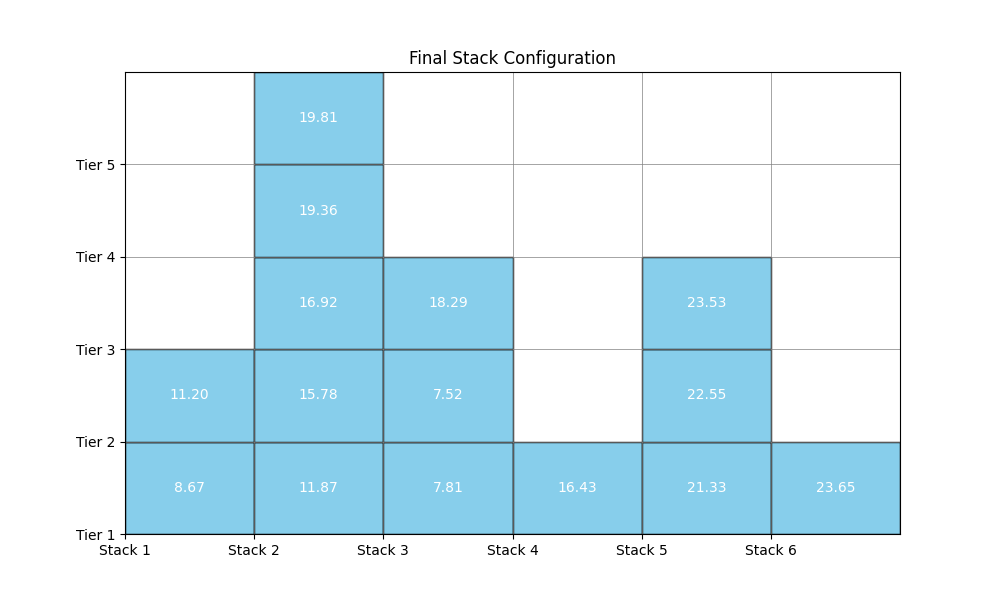 Final Stack Configuration
19.81
Tier 5
19.36
Tier 4
16.92 18.29 23.53
Tier 3
11.20 15.78 7.52 22.55
Tier 2
8.67 11.87 7.81 16.43 21.33 23.65
Tier 1
Stack 1 Stack 2 Stack 3 Stack 4 Stack 5 Stack 6